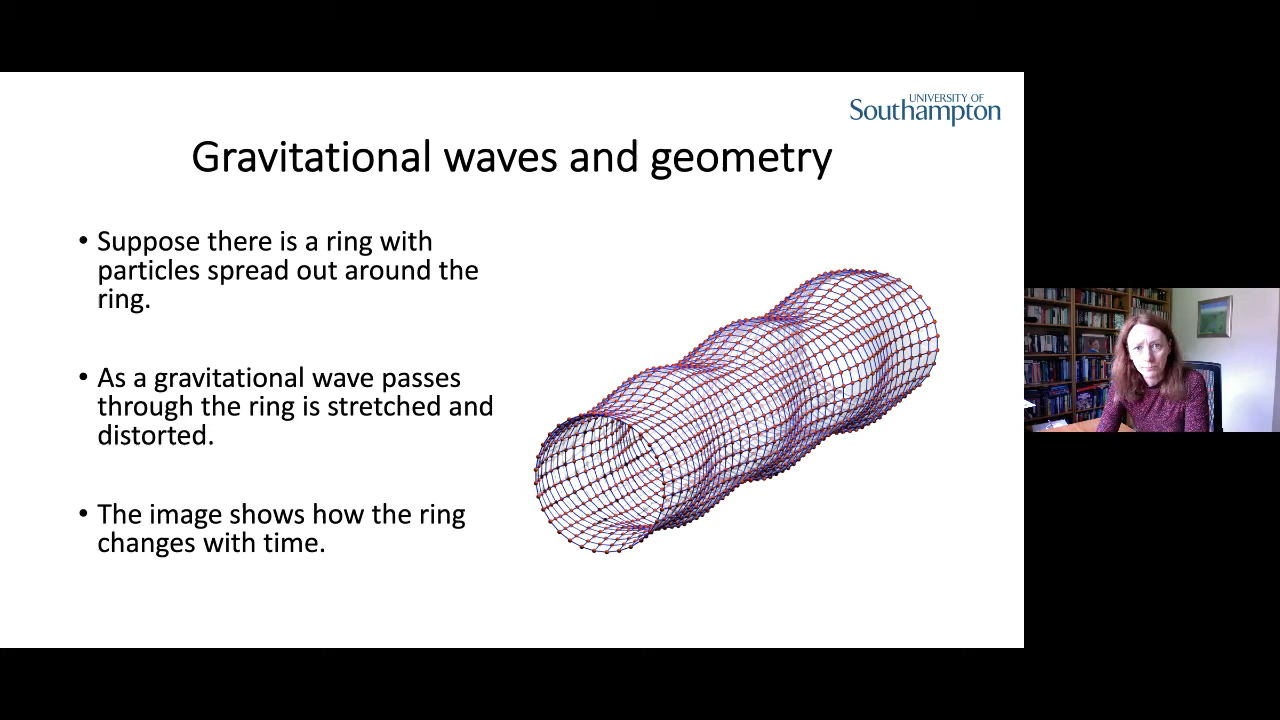 UNIVERSITY OF
Southampton
Gravitational waves and geometry
• Suppose there is a ring with
particles spread out around the
ring.
• As a gravitational wave passes
through the ring is stretched and
distorted.
• The image shows how the ring
changes with time.